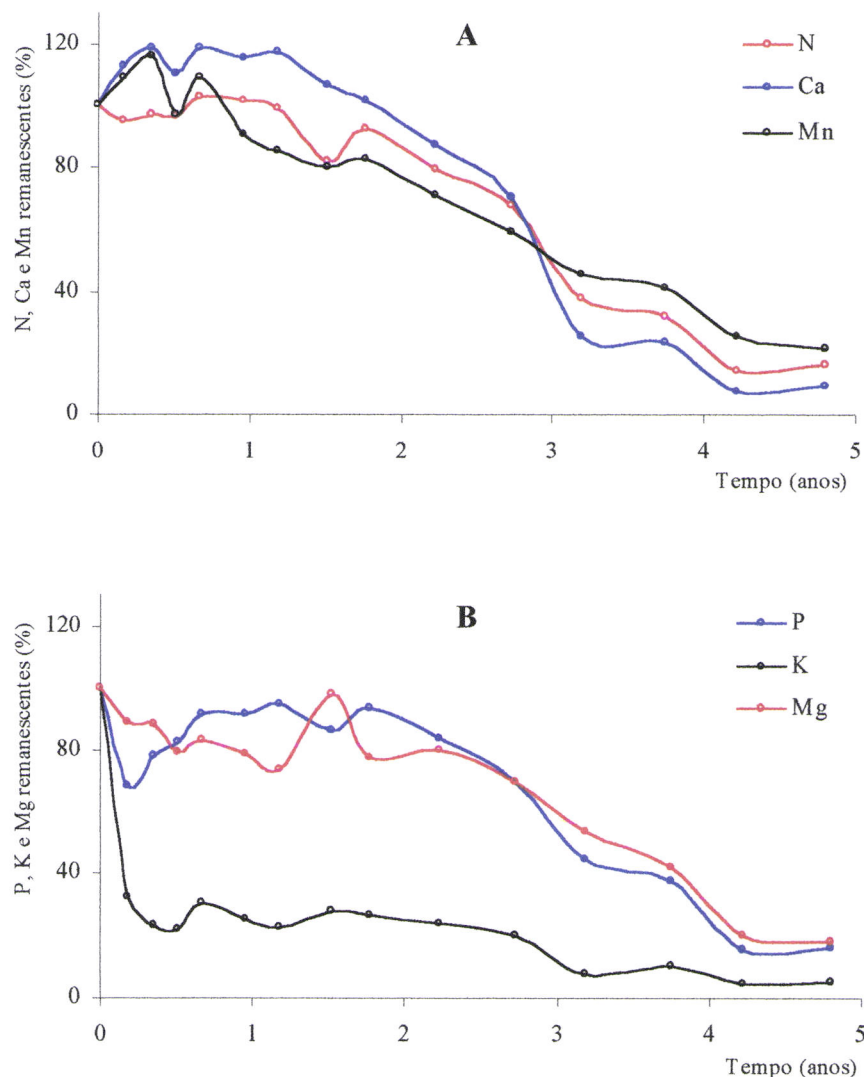 A
N
Ca
Mn
N, Ca e Mn remanescentes (%)
120
80
40
0
0 1 2 3 4 5
Tempo (anos)
B
P
K
Mg
P, K e Mg remanescentes (%)
120
80
40
0
0 1 2 3 4 5
Tempo (anos)